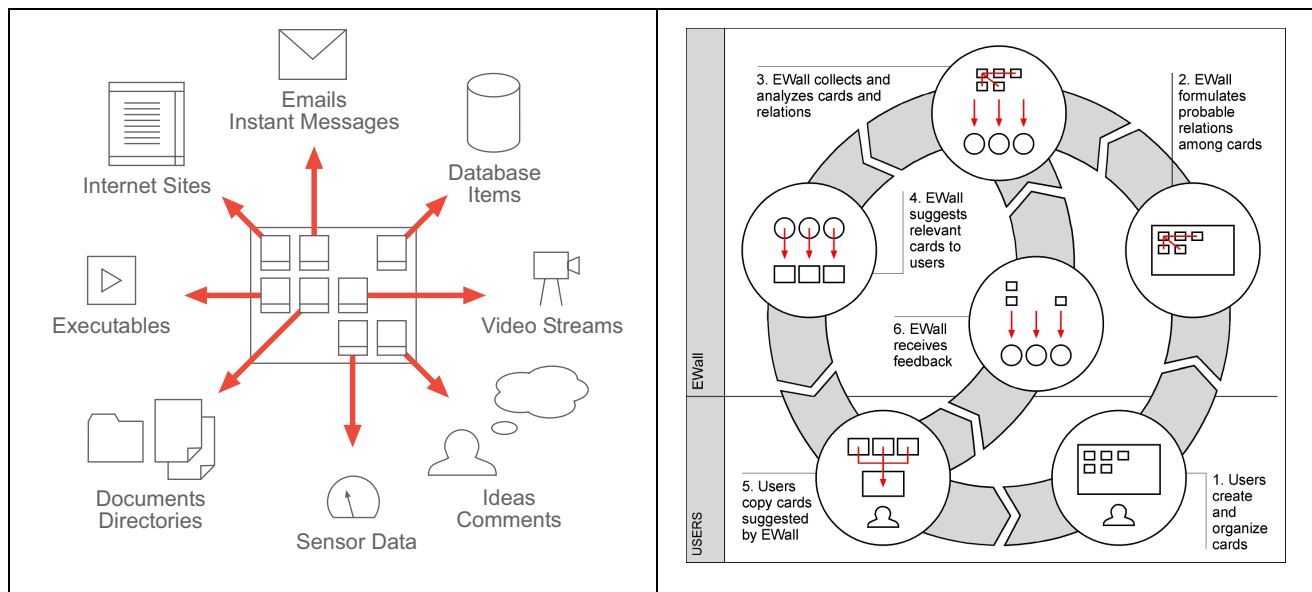 Emails
Instant Messages
Internet Sites
Database
Items
Executables
Video Streams
Documents
Directories
Ideas
Comments
Sensor Data
3. EWall collects and
analyzes cards and
relations
2. EWall
formulates
probable
relations
among cards
4. EWall
suggests
relevant
cards to
users
6. EWall
receives
feedback
EWall
5. Users
copy cards
suggested
by EWall
1. Users
create
and
organize
cards
USERS